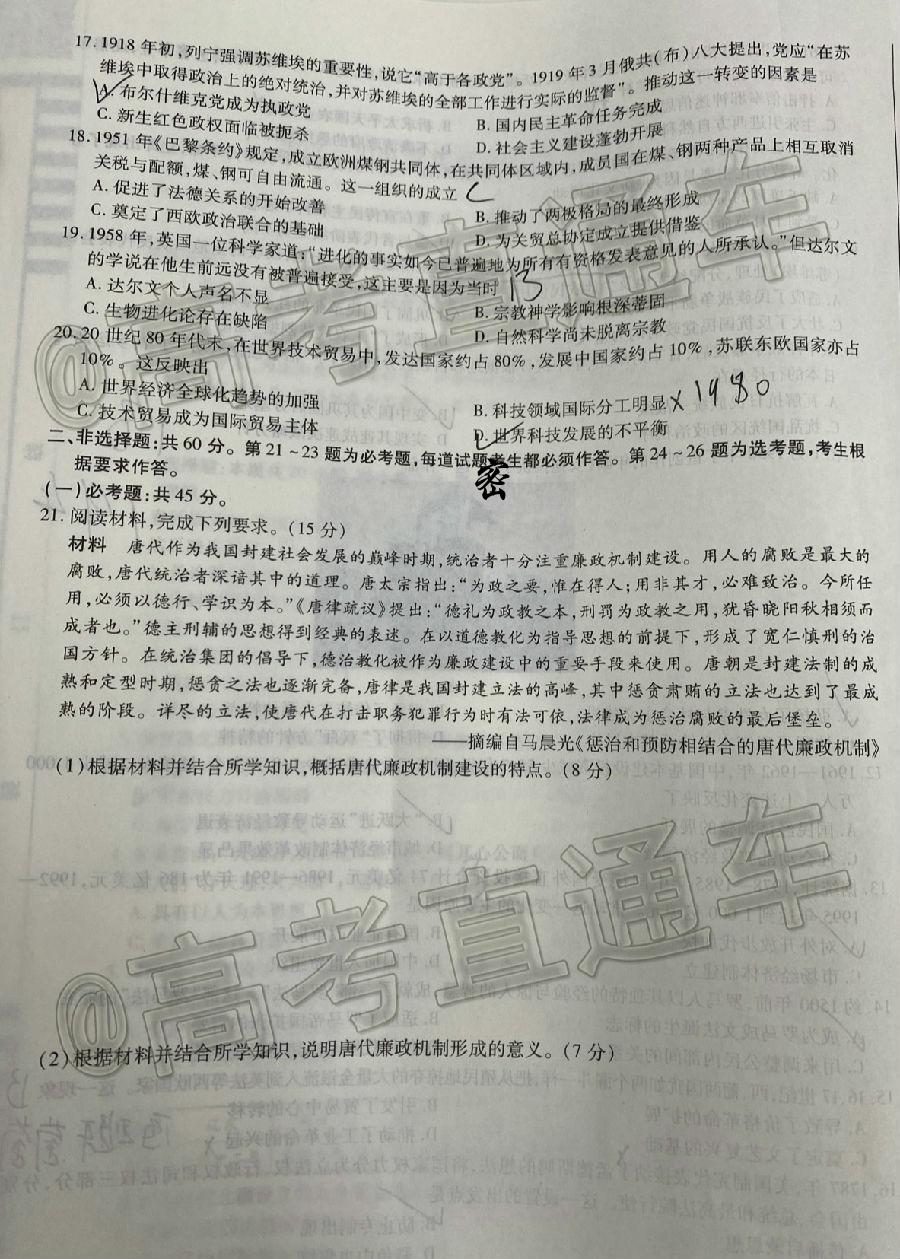 17.1918 年初,列宁强调苏维埃的重要性,说它“高于各政党”。1919 年 3 月俄共(布)八大提出,党应“在苏
维埃中取得政治上的绝对统治,并对苏维埃的全部工作进行实际的监督”。推动这一转变的因素是
A. 布尔什维克党成为执政党
B. 国内民主革命任务完成
C. 新生红色政权面临被扼杀
D. 社会主义建设蓬勃开展
18.1951 年《巴黎条约》规定,成立欧洲煤钢共同体,在共同体区域内,成员国在煤、钢两种产品上相互取消
关税与配额,煤、钢可自由流通。这一组织的成立 C
A. 促进了法德关系的开始改善
B. 推动了两极格局的最终形成
C. 奠定了西欧政治联合的基础
D. 为关贸总协定成立提供借鉴
19.1958 年,英国一位科学家道:“进化的事实如今已普遍地为所有有资格发表意见的人所承认。”但达尔文
的学说在他生前远没有被普遍接受,这主要是因为当时 B
A. 达尔文个人声名不显
B. 宗教神学影响根深蒂固
C. 生物进化论存在缺陷
D. 自然科学尚未脱离宗教
20.20 世纪 80 年代末,在世界技术贸易中,发达国家约占 80%,发展中国家约占 10%,苏联东欧国家亦占
10%。这反映出
A. 世界经济全球化趋势的加强
B. 科技领域国际分工明显 x 1980
C. 技术贸易成为国际贸易主体
D. 世界科技发展的不平衡
二、非选择题:共 60 分。第 21～23 题为必考题,每道试题考生都必须作答。第 24～26 题为选考题,考生根
据要求作答。
密
(一)必考题:共 45 分。
21. 阅读材料,完成下列要求。(15 分)
材料 唐代作为我国封建社会发展的巅峰时期,统治者十分注重廉政机制建设。用人的腐败是最大的
腐败,唐代统治者深谙其中的道理。唐太宗指出:“为政之要,惟在得人;用非其才,必难致治。今所任
用,必须以德行、学识为本。”《唐律疏议》提出:“德礼为政教之本,刑罚为政教之用,犹昏晓阳秋相须而
成者也。”德主刑辅的思想得到经典的表述。在以道德教化为指导思想的前提下,形成了宽仁慎刑的治
国方针。在统治集团的倡导下,德治教化被作为廉政建设中的重要手段来使用。唐朝是封建法制的成
熟和定型时期,惩贪之法也逐渐完备,唐律是我国封建立法的高峰,其中惩贪肃贿的立法也达到了最成
熟的阶段。详尽的立法,使唐代在打击职务犯罪行为时有法可依,法律成为惩治腐败的最后堡垒。
——摘编自马晨光《惩治和预防相结合的唐代廉政机制》
(1)根据材料并结合所学知识,概括唐代廉政机制建设的特点。(8 分)
(2)根据材料并结合所学知识,说明唐代廉政机制形成的意义。(7 分)
@高考直通车
@高考直通车